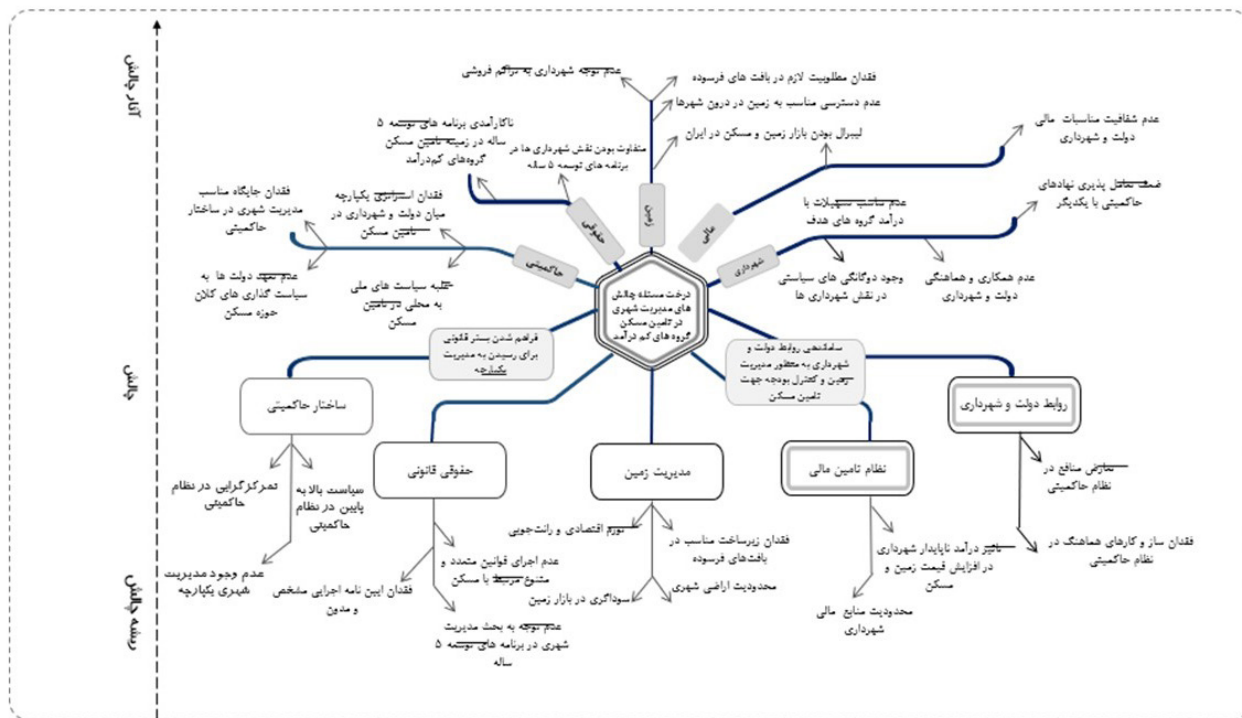 آثار چالش
چالش
ریشه چالش
عدم توجه شهرداری به تراکم فروشی
فقدان مطلوبیت لازم در بافت های فرسوده
عدم دسترسی مناسب به زمین در درون شهرها
لیبرال بودن بازار زمین و مسکن در ایران
زمین
عدم شفافیت مناسبات مالی
دولت و شهرداری
عدم تناسب تسهیلات با
درآمد گروه های هدف
مالی
ضعف تعامل پذیری نهادهای
حاکمیتی با یکدیگر
عدم همکاری و هماهنگی
دولت و شهرداری
وجود دوگانگی های سیاستی
در نقش شهرداری ها
شهرداری
متفاوت بودن نقش شهرداری ها در
برنامه های توسعه ۵ ساله
ناکارآمدی برنامه های توسعه ۵
ساله در زمینه تامین مسکن
گروه‌های کم‌درآمد
حقوقی
فقدان استراتژی یکپارچه
میان دولت و شهرداری در
تامین مسکن
فقدان جایگاه مناسب
مدیریت شهری در ساختار
حاکمیتی
عدم تعهد دولت ها به
سیاست گذاری های کلان
حوزه مسکن
غلبه سیاست های ملی
به محلی در تامین
مسکن
حاکمیتی
درخت مسئله چالش
های مدیریت شهری
در تامین مسکن
گروه های کم درآمد
فراهم شدن بستر قانونی
برای رسیدن به مدیریت
یکپارچه
ساماندهی روابط دولت و
شهرداری به منظور مدیریت
زمین و کنترل بودجه جهت
تامین مسکن
روابط دولت و شهرداری
تعارض منافع در
نظام حاکمیتی
فقدان ساز و کارهای هماهنگ در
نظام حاکمیتی
نظام تامین مالی
تاثیر درآمد ناپایدار شهرداری
در افزایش قیمت زمین و
مسکن
محدودیت منابع مالی
شهرداری
مدیریت زمین
تورم اقتصادی و رانت‌جویی
فقدان زیرساخت مناسب در
بافت‌های فرسوده
محدودیت اراضی شهری
سوداگری در بازار زمین
حقوقی قانونی
عدم اجرای قوانین متعدد و
متنوع مرتبط با مسکن
فقدان ایین نامه اجرایی مشخص
و مدون
عدم توجه به بحث مدیریت
شهری در برنامه های توسعه ۵
ساله
ساختار حاکمیتی
تمرکزگرایی در نظام
حاکمیتی
سیاست بالا به
پایین در نظام
حاکمیتی
عدم وجود مدیریت
شهری یکپارچه